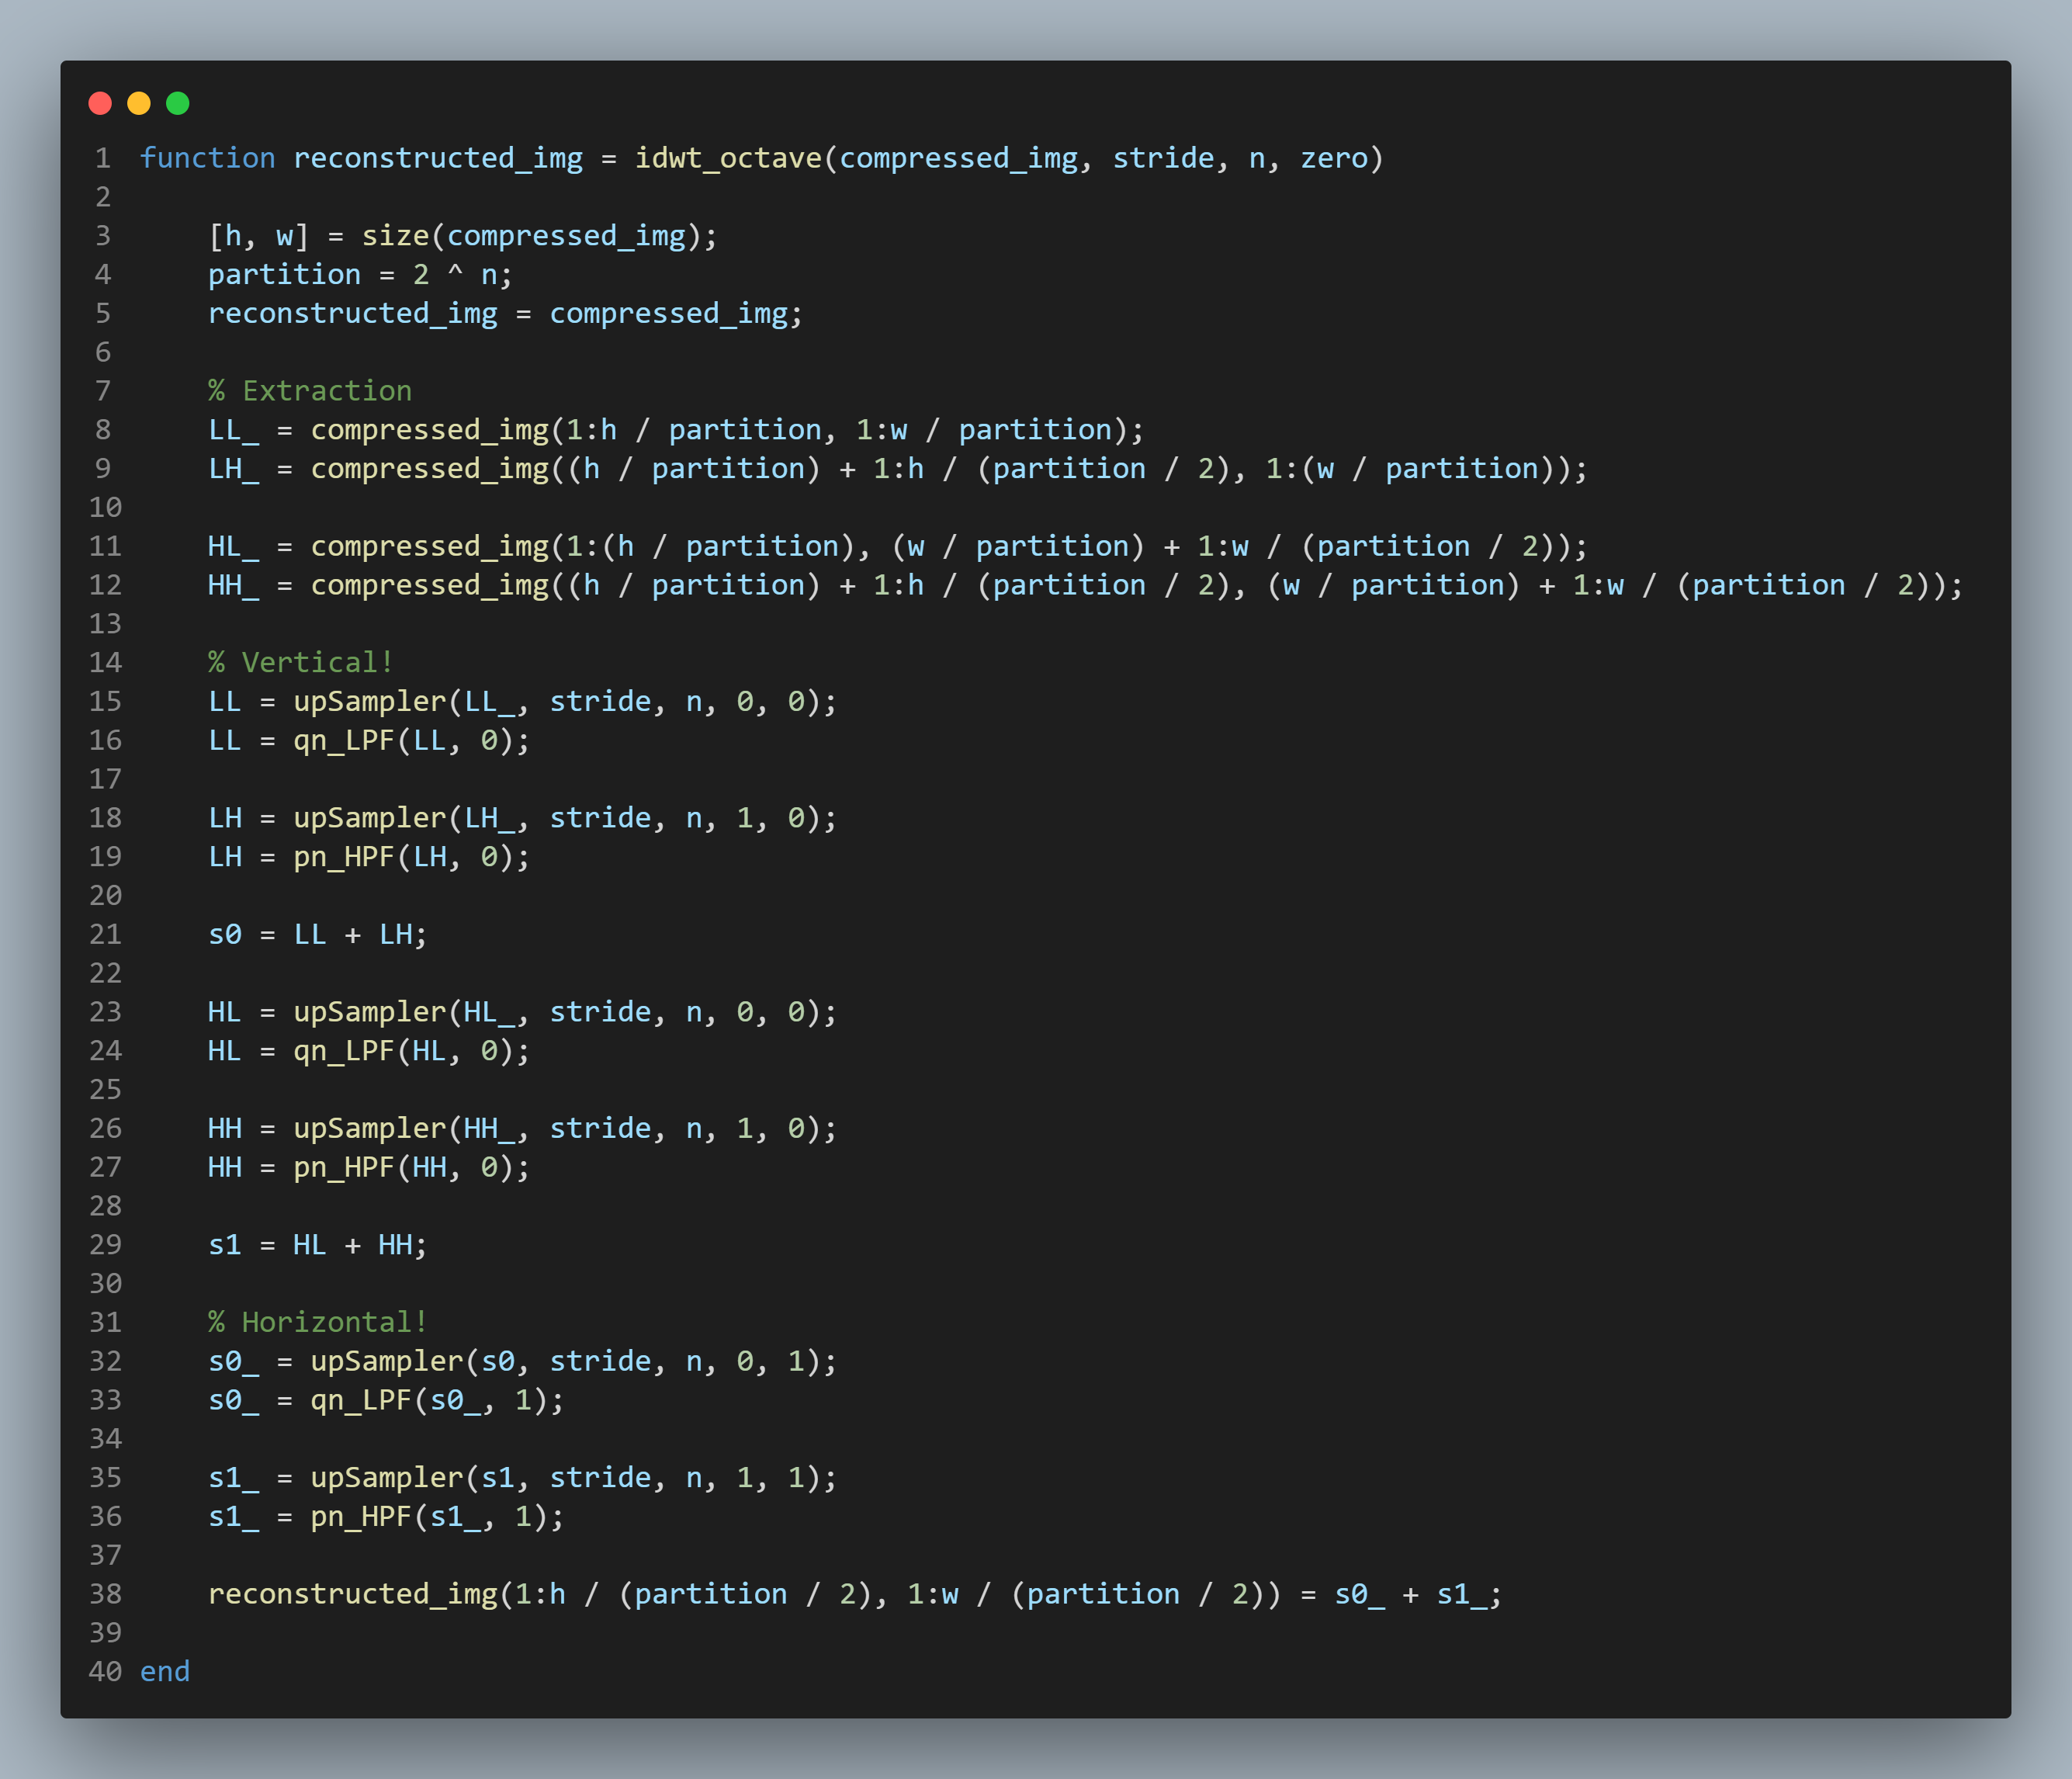 1 function reconstructed_img = idwt_octave(compressed_img, stride, n, zero)
2
3     [h, w] = size(compressed_img);
4     partition = 2 ^ n;
5     reconstructed_img = compressed_img;
6
7     % Extraction
8     LL_ = compressed_img(1:h / partition, 1:w / partition);
9     LH_ = compressed_img((h / partition) + 1:h / (partition / 2), 1:(w / partition));
10
11     HL_ = compressed_img(1:(h / partition), (w / partition) + 1:w / (partition / 2));
12     HH_ = compressed_img((h / partition) + 1:h / (partition / 2), (w / partition) + 1:w / (partition / 2));
13
14     % Vertical!
15     LL = upSampler(LL_, stride, n, 0, 0);
16     LL = qn_LPF(LL, 0);
17
18     LH = upSampler(LH_, stride, n, 1, 0);
19     LH = pn_HPF(LH, 0);
20
21     s0 = LL + LH;
22
23     HL = upSampler(HL_, stride, n, 0, 0);
24     HL = qn_LPF(HL, 0);
25
26     HH = upSampler(HH_, stride, n, 1, 0);
27     HH = pn_HPF(HH, 0);
28
29     s1 = HL + HH;
30
31     % Horizontal!
32     s0_ = upSampler(s0, stride, n, 0, 1);
33     s0_ = qn_LPF(s0_, 1);
34
35     s1_ = upSampler(s1, stride, n, 1, 1);
36     s1_ = pn_HPF(s1_, 1);
37
38     reconstructed_img(1:h / (partition / 2), 1:w / (partition / 2)) = s0_ + s1_;
39
40 end